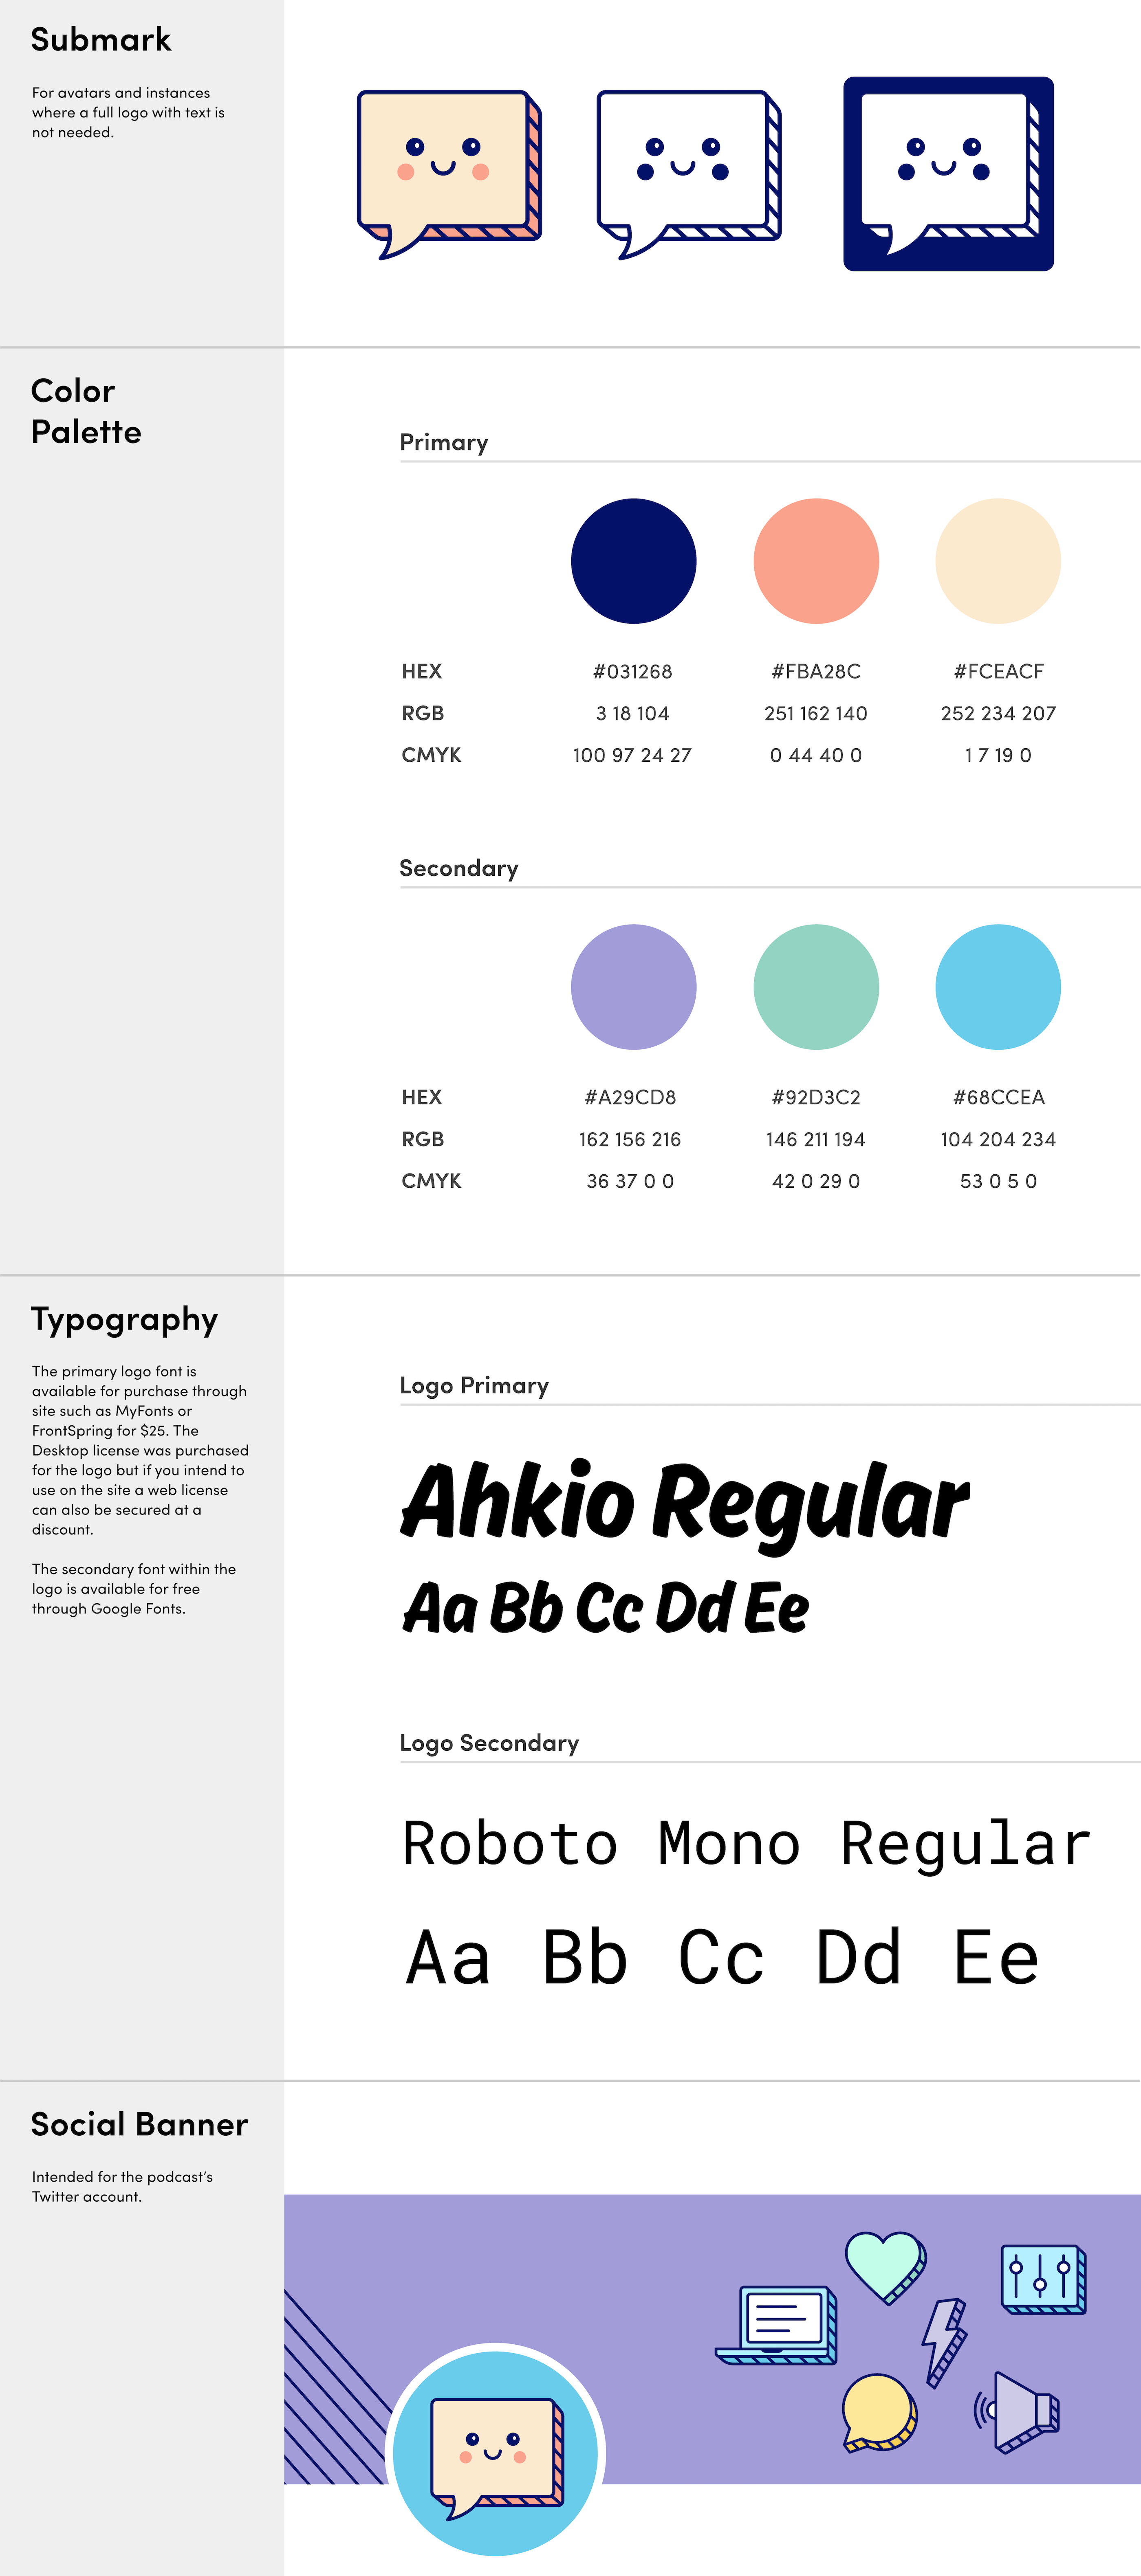 Submark
For avatars and instances
where a full logo with text is
not needed.
Color
Palette
Primary
HEX #031268 #FBA28C #FCEACF
RGB 3 18 104 251 162 140 252 234 207
CMYK 100 97 24 27 0 44 40 0 1 7 19 0
Secondary
HEX #A29CD8 #92D3C2 #68CCEA
RGB 162 156 216 146 211 194 104 204 234
CMYK 36 37 0 0 42 0 29 0 53 0 5 0
Typography
The primary logo font is
available for purchase through
site such as MyFonts or
FrontSpring for $25. The
Desktop license was purchased
for the logo but if you intend to
use on the site a web license
can also be secured at a
discount.
The secondary font within the
logo is available for free
through Google Fonts.
Logo Primary
Ahkio Regular
Aa Bb Cc Dd Ee
Logo Secondary
Roboto Mono Regular
Aa Bb Cc Dd Ee
Social Banner
Intended for the podcast's
Twitter account.